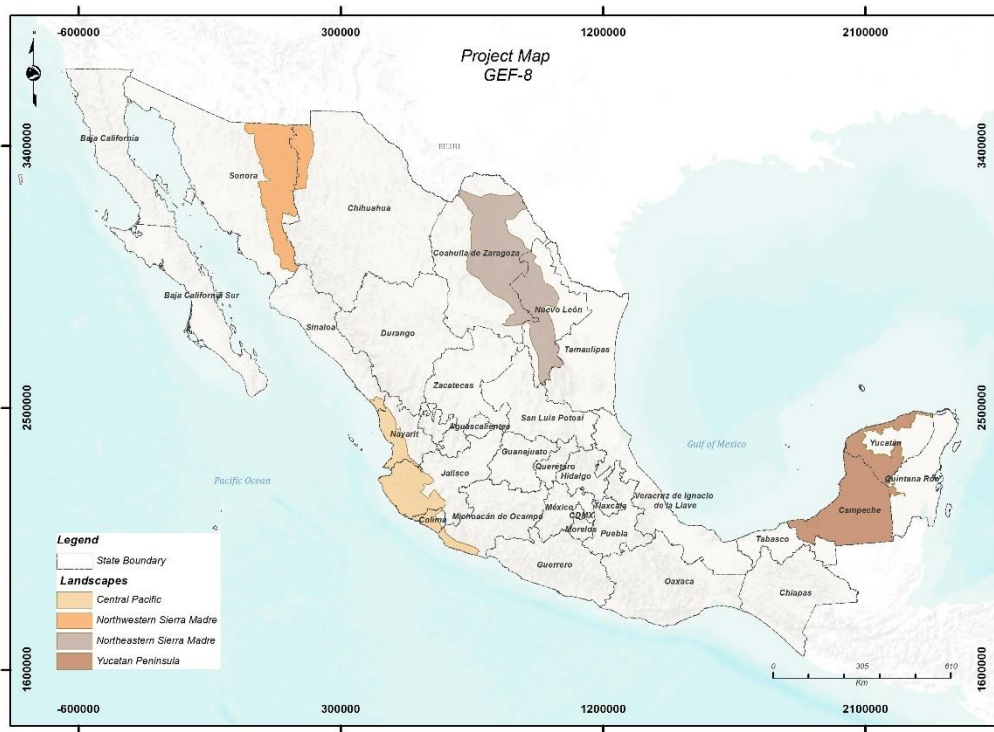 -600000
300000
1200000
2100000
Project Map
GEF-8
3400000
3400000
Baja California
EE.UU.
Sonora
Chihuahua
Coahuila de Zaragoza
Baja California Sur
Nuevo León
Sinaloa
Durango
Tamaulipas
Zacatecas
2500000
2500000
San Luis Potosí
Nayarit
Aguascalientes
Gulf of Mexico
Yucatán
Guanajuato
Querétaro
Hidalgo
Jalisco
Quintana Roo
Pacific Ocean
Veracruz de Ignacio
de la Llave
México
Tlaxcala
Campeche
Colima
Michoacán de Ocampo
CDMX
Morelos
Puebla
Tabasco
Guerrero
Oaxaca
Chiapas
Legend
State Boundary
Landscapes
Central Pacific
Northwestern Sierra Madre
Northeastern Sierra Madre
Yucatan Peninsula
1600000
1600000
0
305
610
Km
-600000
300000
1200000
2100000